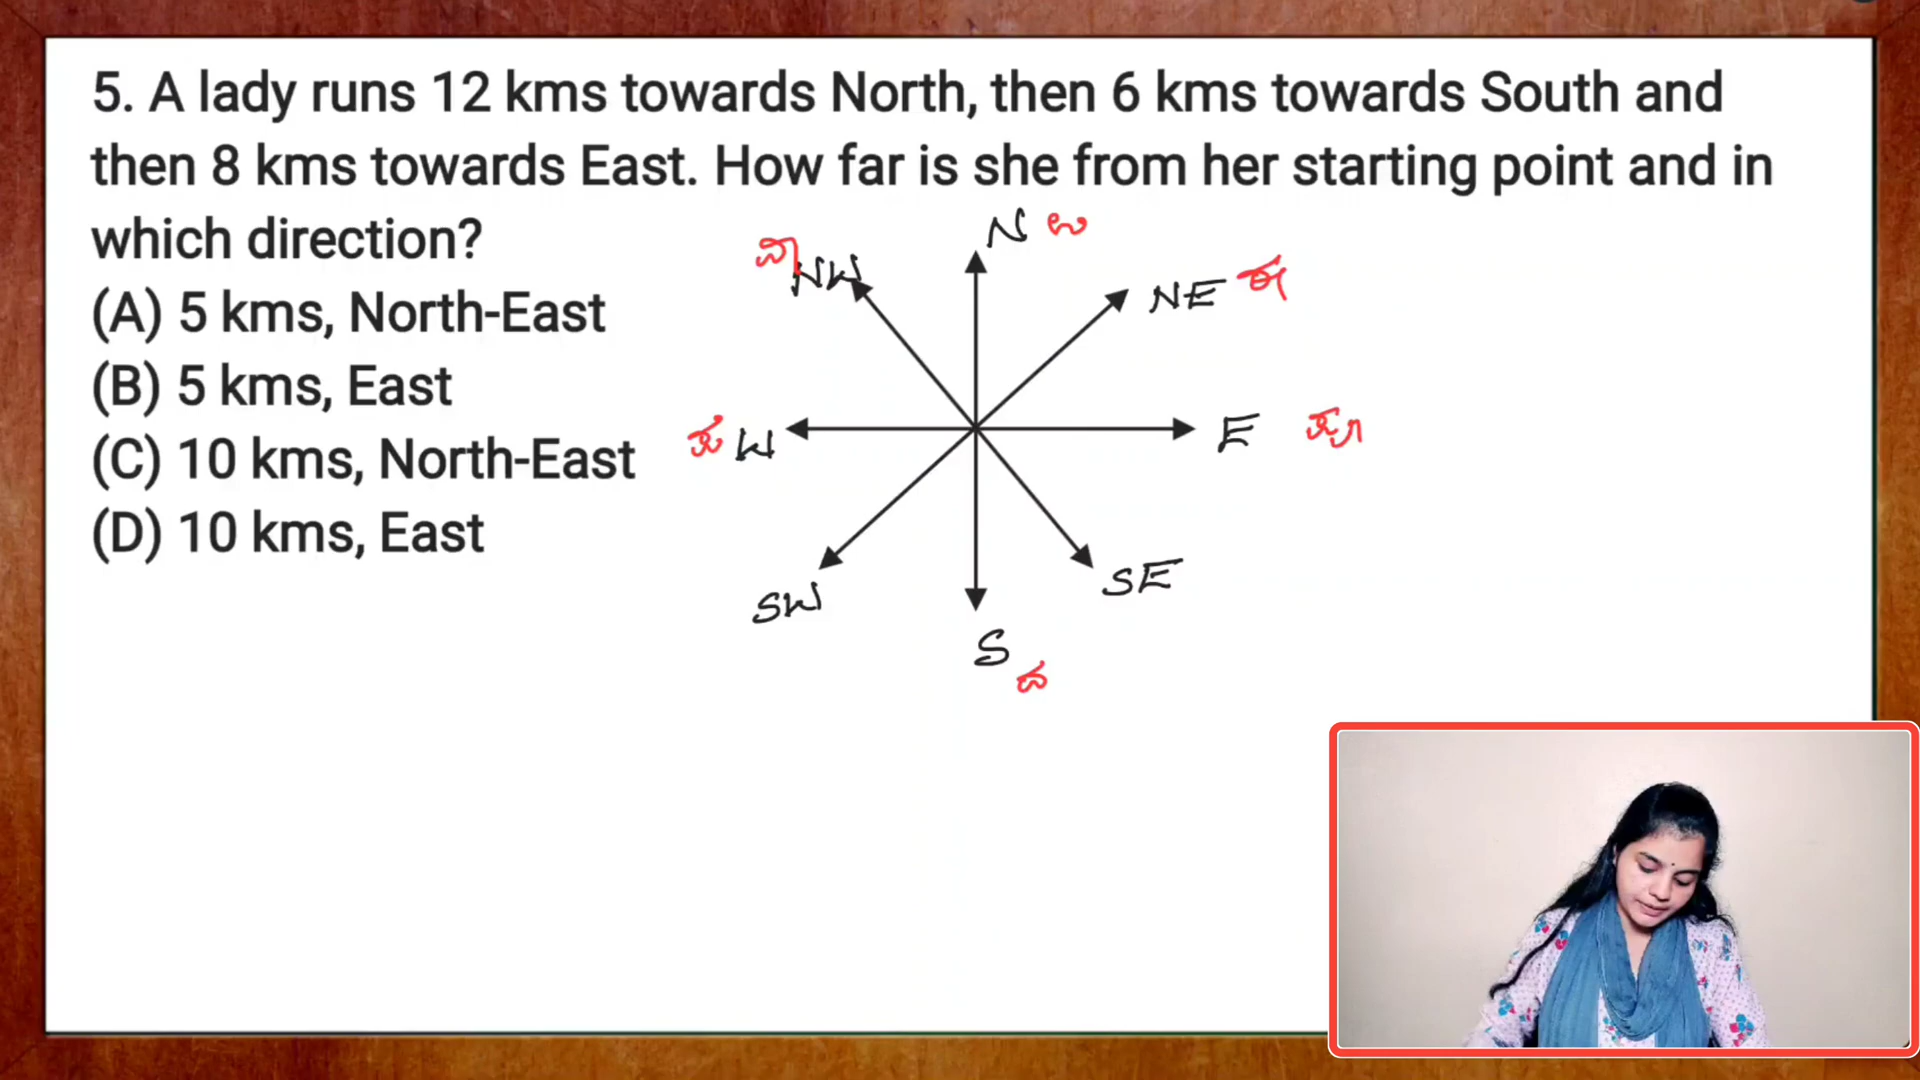 5. A lady runs 12 kms towards North, then 6 kms towards South and
then 8 kms towards East. How far is she from her starting point and in
which direction?
(A) 5 kms, North-East
(B) 5 kms, East
(C) 10 kms, North-East
(D) 10 kms, East
N ಉ
ವಾ NW
NE ಈ
ಪ W
E ಪೂ
SW
SE
S
ದ